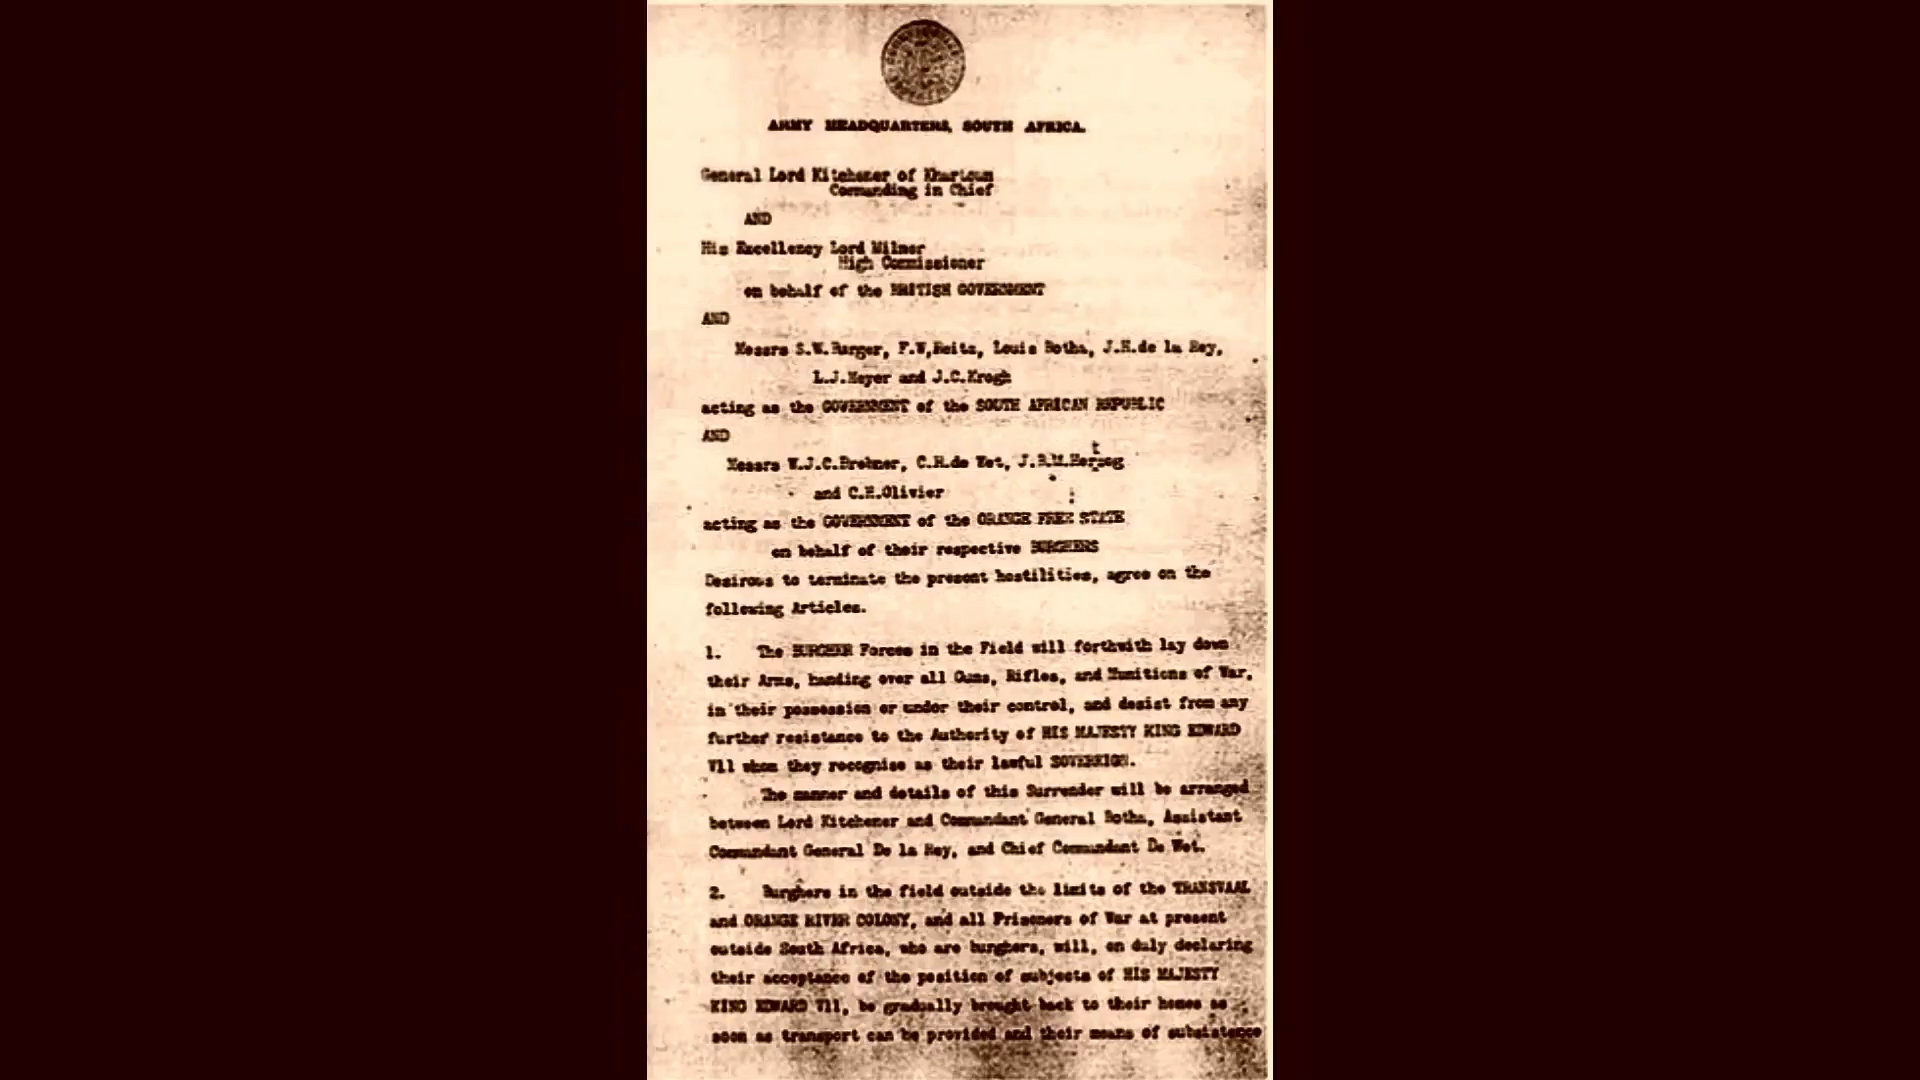 ARMY HEADQUARTERS, SOUTH AFRICA.
General Lord Kitchener of Khartoum
Commanding in Chief
AND
His Excellency Lord Milner
High Commissioner
on behalf of the BRITISH GOVERNMENT
AND
Messrs S.W.Burger, F.W,Reitz, Louis Botha, J.H.de la Rey,
L.J.Meyer and J.C.Krogh
acting as the GOVERNMENT of the SOUTH AFRICAN REPUBLIC
AND
t
Messrs W.J.C.Brebner, C.R.de Wet, J.B.M.Herzog
and C.H.Olivier
acting as the GOVERNMENT of the ORANGE FREE STATE
on behalf of their respective BURGHERS
Desirous to terminate the present hostilities, agree on the
following Articles.
1. The BURGHER Forces in the Field will forthwith lay down
their Arms, handing over all Guns, Rifles, and Munitions of War,
in their possession or under their control, and desist from any
further resistance to the Authority of HIS MAJESTY KING EDWARD
V11 whom they recognise as their lawful SOVEREIGN.
The manner and details of this Surrender will be arranged
between Lord Kitchener and Commandant General Botha, Assistant
Commandant General De la Rey, and Chief Commandant De Wet.
2. Burghers in the field outside the limits of the TRANSVAAL
and ORANGE RIVER COLONY, and all Prisoners of War at present
outside South Africa, who are burghers, will, on duly declaring
their acceptance of the position of subjects of HIS MAJESTY
KING EDWARD V11, be gradually brought back to their homes as
soon as transport can be provided and their means of subsistence